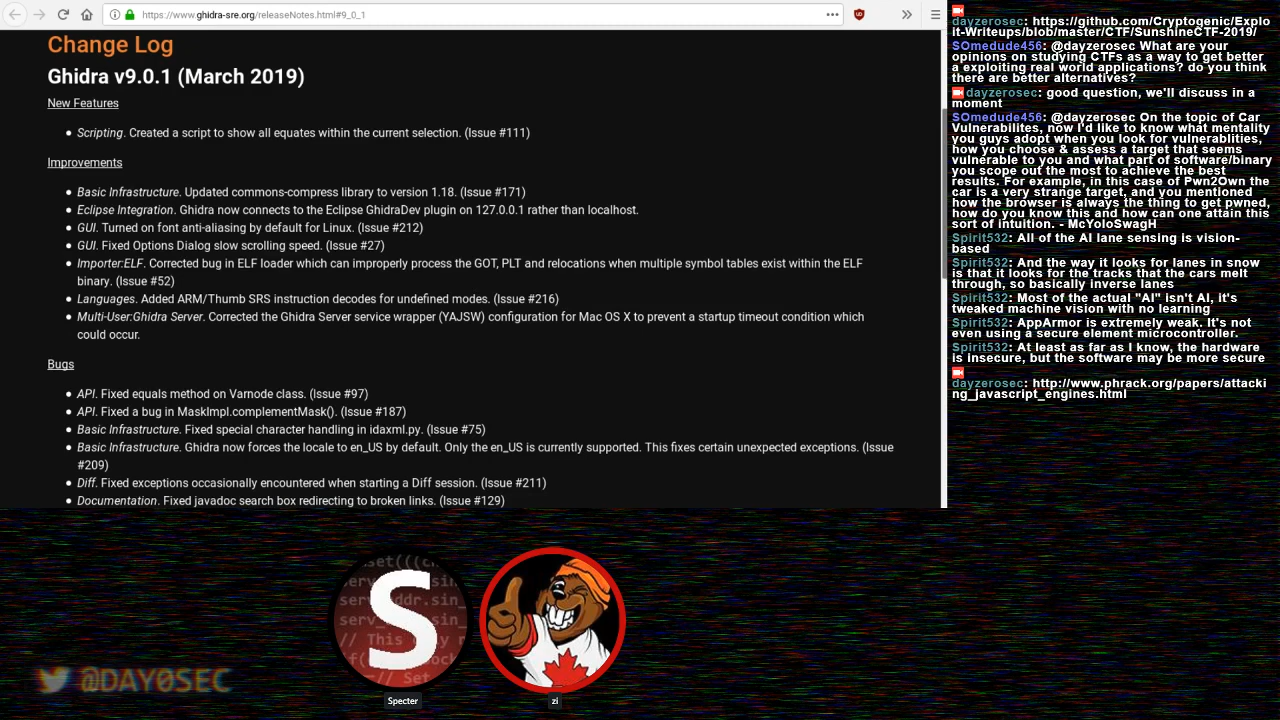 https://www.ghidra-sre.org/releaseNotes.html#9_0_1
Change Log
Ghidra v9.0.1 (March 2019)
New Features
Scripting. Created a script to show all equates within the current selection. (Issue #111)
Improvements
Basic Infrastructure. Updated commons-compress library to version 1.18. (Issue #171)
Eclipse Integration. Ghidra now connects to the Eclipse GhidraDev plugin on 127.0.0.1 rather than localhost.
GUI. Turned on font anti-aliasing by default for Linux. (Issue #212)
GUI. Fixed Options Dialog slow scrolling speed. (Issue #27)
Importer:ELF. Corrected bug in ELF loader which can improperly process the GOT, PLT and relocations when multiple symbol tables exist within the ELF
binary. (Issue #52)
Languages. Added ARM/Thumb SRS instruction decodes for undefined modes. (Issue #216)
Multi-User:Ghidra Server. Corrected the Ghidra Server service wrapper (YAJSW) configuration for Mac OS X to prevent a startup timeout condition which
could occur.
Bugs
API. Fixed equals method on Varnode class. (Issue #97)
API. Fixed a bug in MaskImpl.complementMask(). (Issue #187)
Basic Infrastructure. Fixed special character handling in idaxml.py. (Issue #75)
Basic Infrastructure. Ghidra now forces the locale to en_US by default. Only the en_US is currently supported. This fixes certain unexpected exceptions. (Issue
#209)
Diff. Fixed exceptions occasionally encountered when starting a Diff session. (Issue #211)
Documentation. Fixed javadoc search box redirecting to broken links. (Issue #129)
dayzerosec: https://github.com/Cryptogenic/Explo
it-Writeups/blob/master/CTF/SunshineCTF-2019/
SOmedude456: @dayzerosec What are your
opinions on studying CTFs as a way to get better
a exploiting real world applications? do you think
there are better alternatives?
dayzerosec: good question, we'll discuss in a
moment
SOmedude456: @dayzerosec On the topic of Car
Vulnerabilites, now I'd like to know what mentality
you guys adopt when you look for vulnerablities,
how you choose & assess a target that seems
vulnerable to you and what part of software/binary
you scope out the most to achieve the best
results. For example, in this case of Pwn2Own the
car is a very strange target, and you mentioned
how the browser is always the thing to get pwned,
how do you know this and how can one attain this
sort of intuition. - McYoloSwagH
Spirit532: All of the AI lane sensing is vision-
based
Spirit532: And the way it looks for lanes in snow
is that it looks for the tracks that the cars melt
through, so basically inverse lanes
Spirit532: Most of the actual "AI" isn't AI, it's
tweaked machine vision with no learning
Spirit532: AppArmor is extremely weak. It's not
even using a secure element microcontroller.
Spirit532: At least as far as I know, the hardware
is insecure, but the software may be more secure
dayzerosec: http://www.phrack.org/papers/attacki
ng_javascript_engines.html
S
@DAY0SEC
Specter
zi